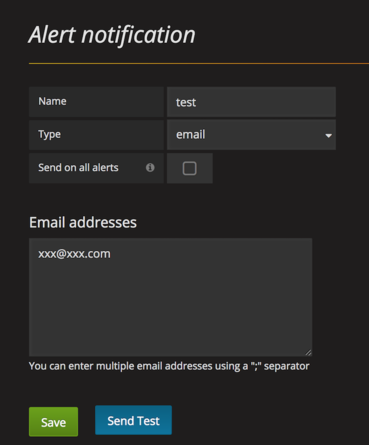 Alert notification
Name test
Type email
Send on all alerts
Email addresses
xxx@xxx.com
You can enter multiple email addresses using a ";" separator
Save Send Test